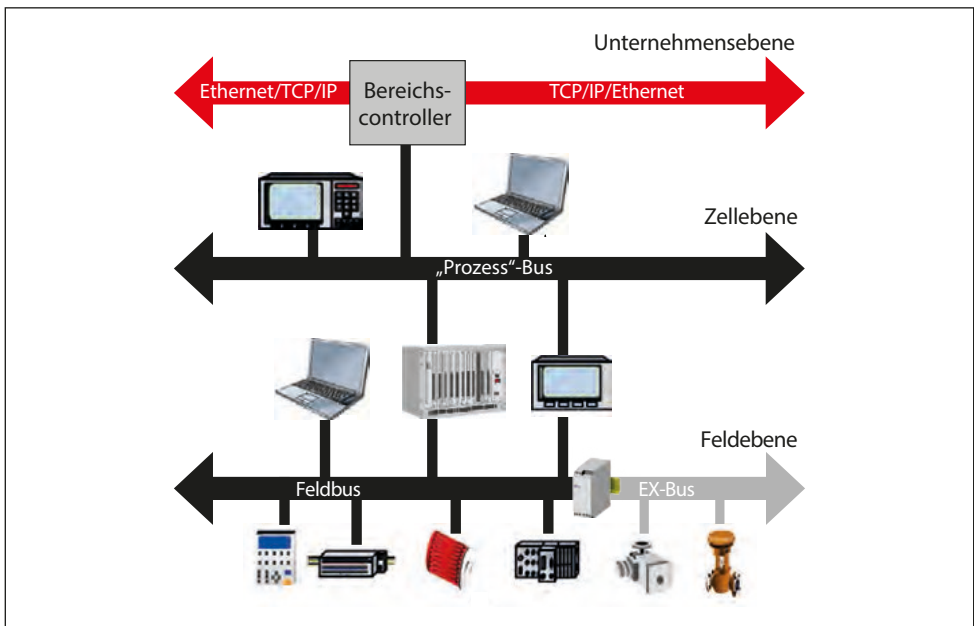 Unternehmensebene
Ethernet/TCP/IP
Bereichs-
controller
TCP/IP/Ethernet
Zellebene
„Prozess“-Bus
Feldebene
Feldbus
EX-Bus